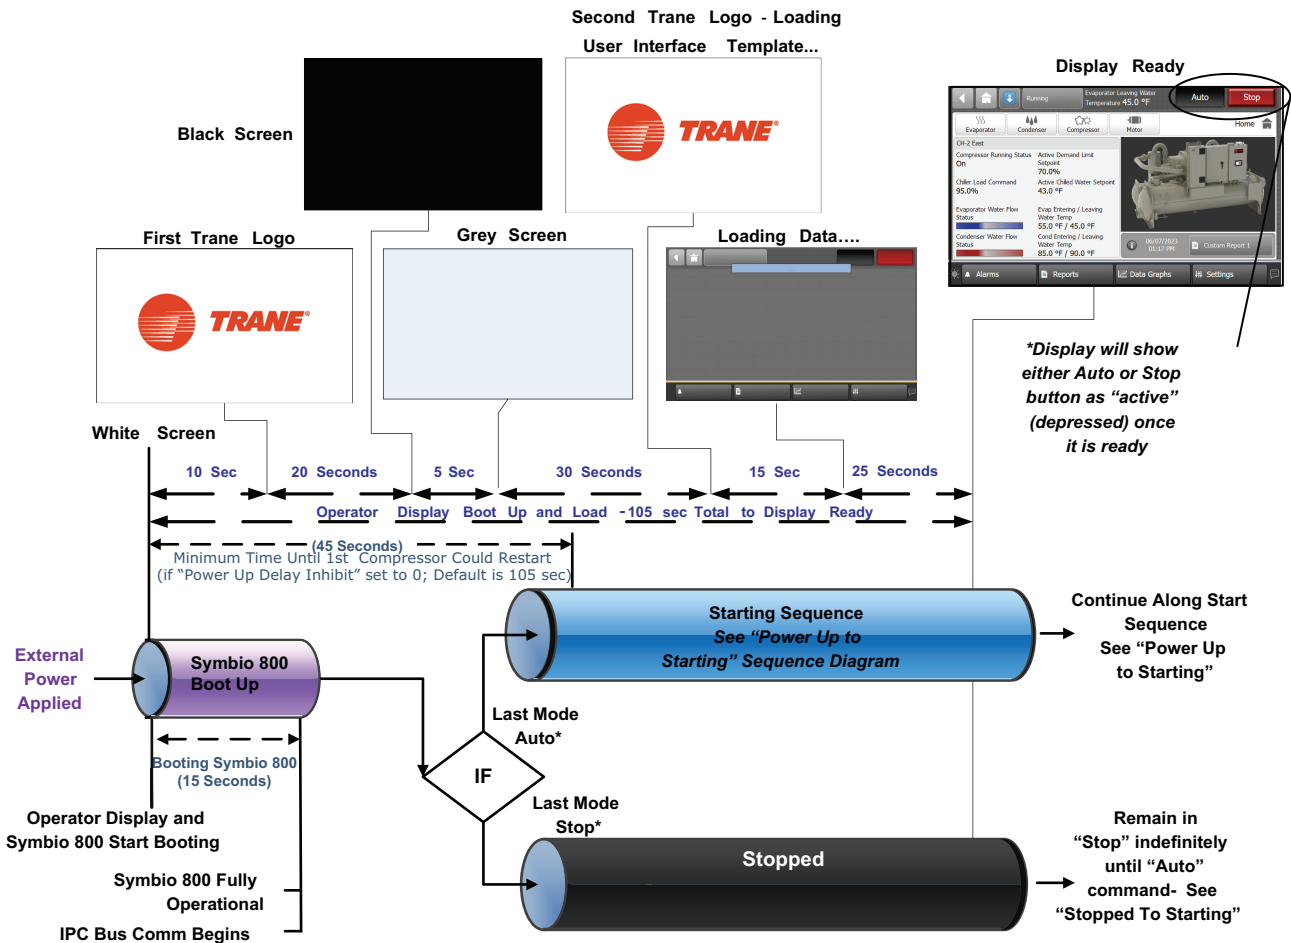 Second Trane Logo - Loading
User Interface Template...
Display Ready
Black Screen
TRANE®
Running
Evaporator Leaving Water
Temperature 45.0 °F
Auto
Stop
Evaporator
Condenser
Compressor
Motor
Home
CH-2 East
Compressor Running Status
On
Active Demand Limit
Setpoint
70.0%
Chiller Load Command
95.0%
Active Chilled Water Setpoint
43.0 °F
Evaporator Water Flow
Status
Evap Entering / Leaving
Water Temp
55.0 °F / 45.0 °F
Condenser Water Flow
Status
Cond Entering / Leaving
Water Temp
85.0 °F / 90.0 °F
06/07/2023
01:17 PM
Custom Report 1
Alarms
Reports
Data Graphs
Settings
First Trane Logo
TRANE®
Grey Screen
Loading Data....
*Display will show
either Auto or Stop
button as “active”
(depressed) once
it is ready
White Screen
10 Sec
20 Seconds
5 Sec
30 Seconds
15 Sec
25 Seconds
Operator Display Boot Up and Load -105 sec Total to Display Ready
(45 Seconds)
Minimum Time Until 1st Compressor Could Restart
(if “Power Up Delay Inhibit” set to 0; Default is 105 sec)
External
Power
Applied
Symbio 800
Boot Up
Starting Sequence
See “Power Up to
Starting” Sequence Diagram
Continue Along Start
Sequence
See “Power Up
to Starting”
Last Mode
Auto*
IF
Booting Symbio 800
(15 Seconds)
Last Mode
Stop*
Operator Display and
Symbio 800 Start Booting
Stopped
Remain in
“Stop” indefinitely
until “Auto”
command- See
“Stopped To Starting”
Symbio 800 Fully
Operational
IPC Bus Comm Begins